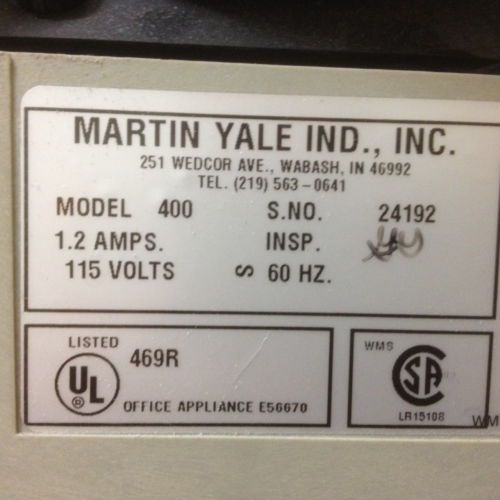 MARTIN YALE IND., INC.
251 WEDCOR AVE., WABASH, IN 46992
TEL. (219) 563-0641
MODEL 400 S.NO. 24192
1.2 AMPS. INSP.
115 VOLTS 60 HZ.
LISTED
469R
UL
®
OFFICE APPLIANCE E56670
WMS
CSA
LR15108
WM